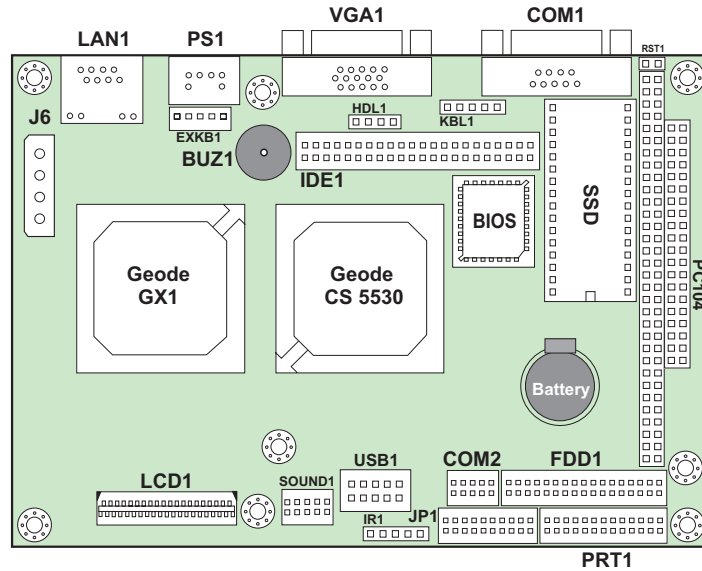 VGA1
COM1
LAN1
PS1
RST1
J6
HDL1
KBL1
EXKB1
BUZ1
IDE1
SSD
BIOS
Geode
GX1
Geode
CS 5530
PC104
Battery
LCD1
SOUND1
USB1
COM2
FDD1
IR1
JP1
PRT1